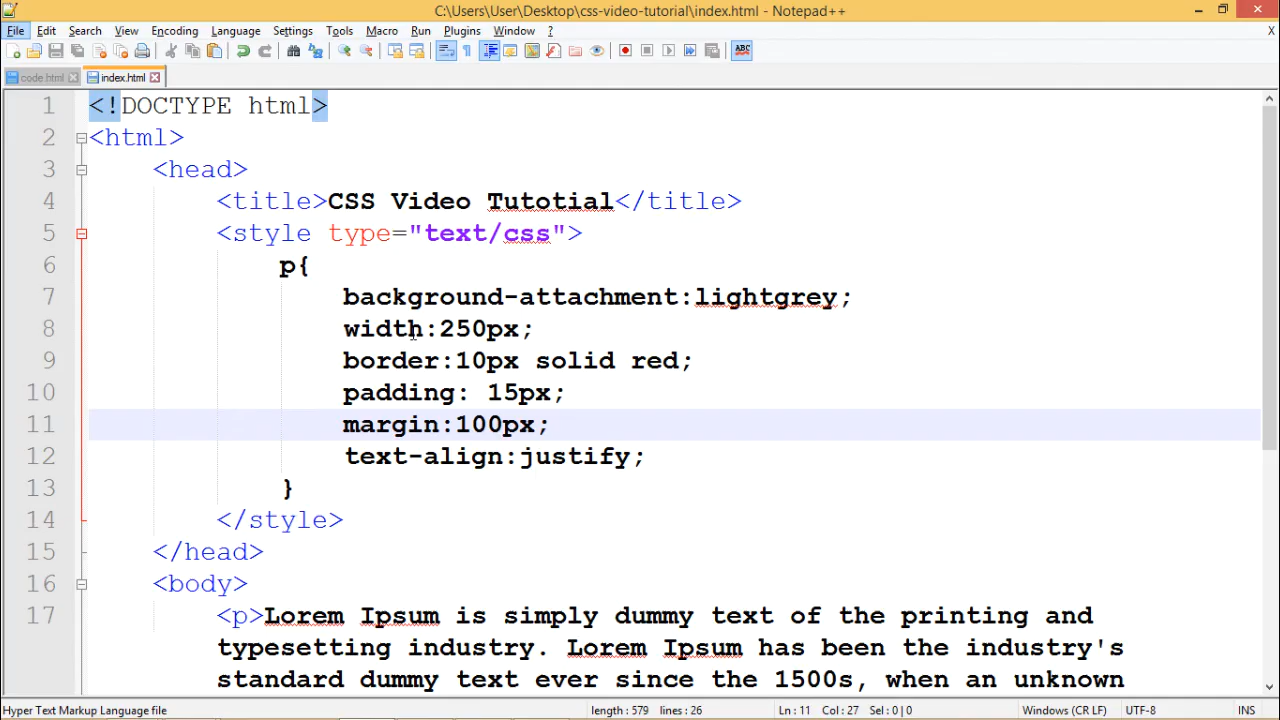 C:\Users\User\Desktop\css-video-tutorial\index.html - Notepad++
File Edit Search View Encoding Language Settings Tools Macro Run Plugins Window ? X
ABC
code.html index.html
1 <!DOCTYPE html>
2 <html>
3 <head>
4 <title>CSS Video Tutotial</title>
5 <style type="text/css">
6 p{
7 background-attachment:lightgrey;
8 width:250px;
9 border:10px solid red;
10 padding: 15px;
11 margin:100px;
12 text-align:justify;
13 }
14 </style>
15 </head>
16 <body>
17 <p>Lorem Ipsum is simply dummy text of the printing and
typesetting industry. Lorem Ipsum has been the industry's
standard dummy text ever since the 1500s, when an unknown
Hyper Text Markup Language file length : 579 lines : 26 Ln : 11 Col : 27 Sel : 0 | 0 Windows (CR LF) UTF-8 INS